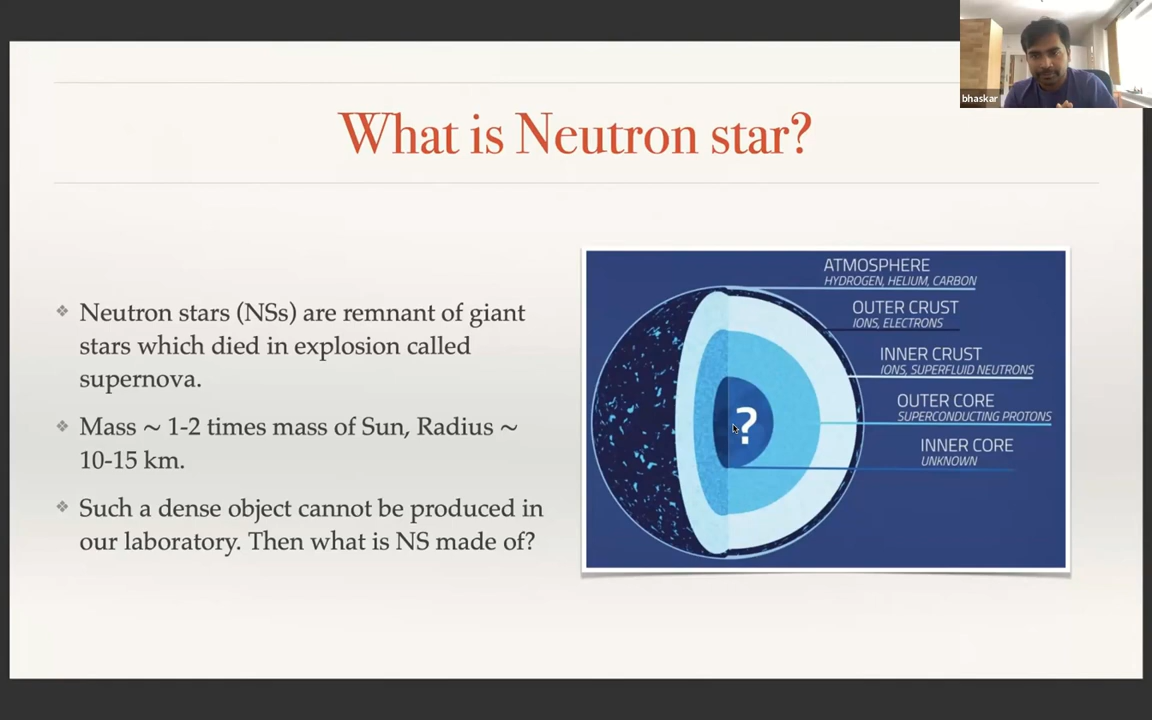 bhaskar
What is Neutron star?
Neutron stars (NSs) are remnant of giant
stars which died in explosion called
supernova.
Mass ~ 1-2 times mass of Sun, Radius ~
10-15 km.
Such a dense object cannot be produced in
our laboratory. Then what is NS made of?
ATMOSPHERE
HYDROGEN, HELIUM, CARBON
OUTER CRUST
IONS, ELECTRONS
INNER CRUST
IONS, SUPERFLUID NEUTRONS
OUTER CORE
SUPERCONDUCTING PROTONS
INNER CORE
UNKNOWN
?